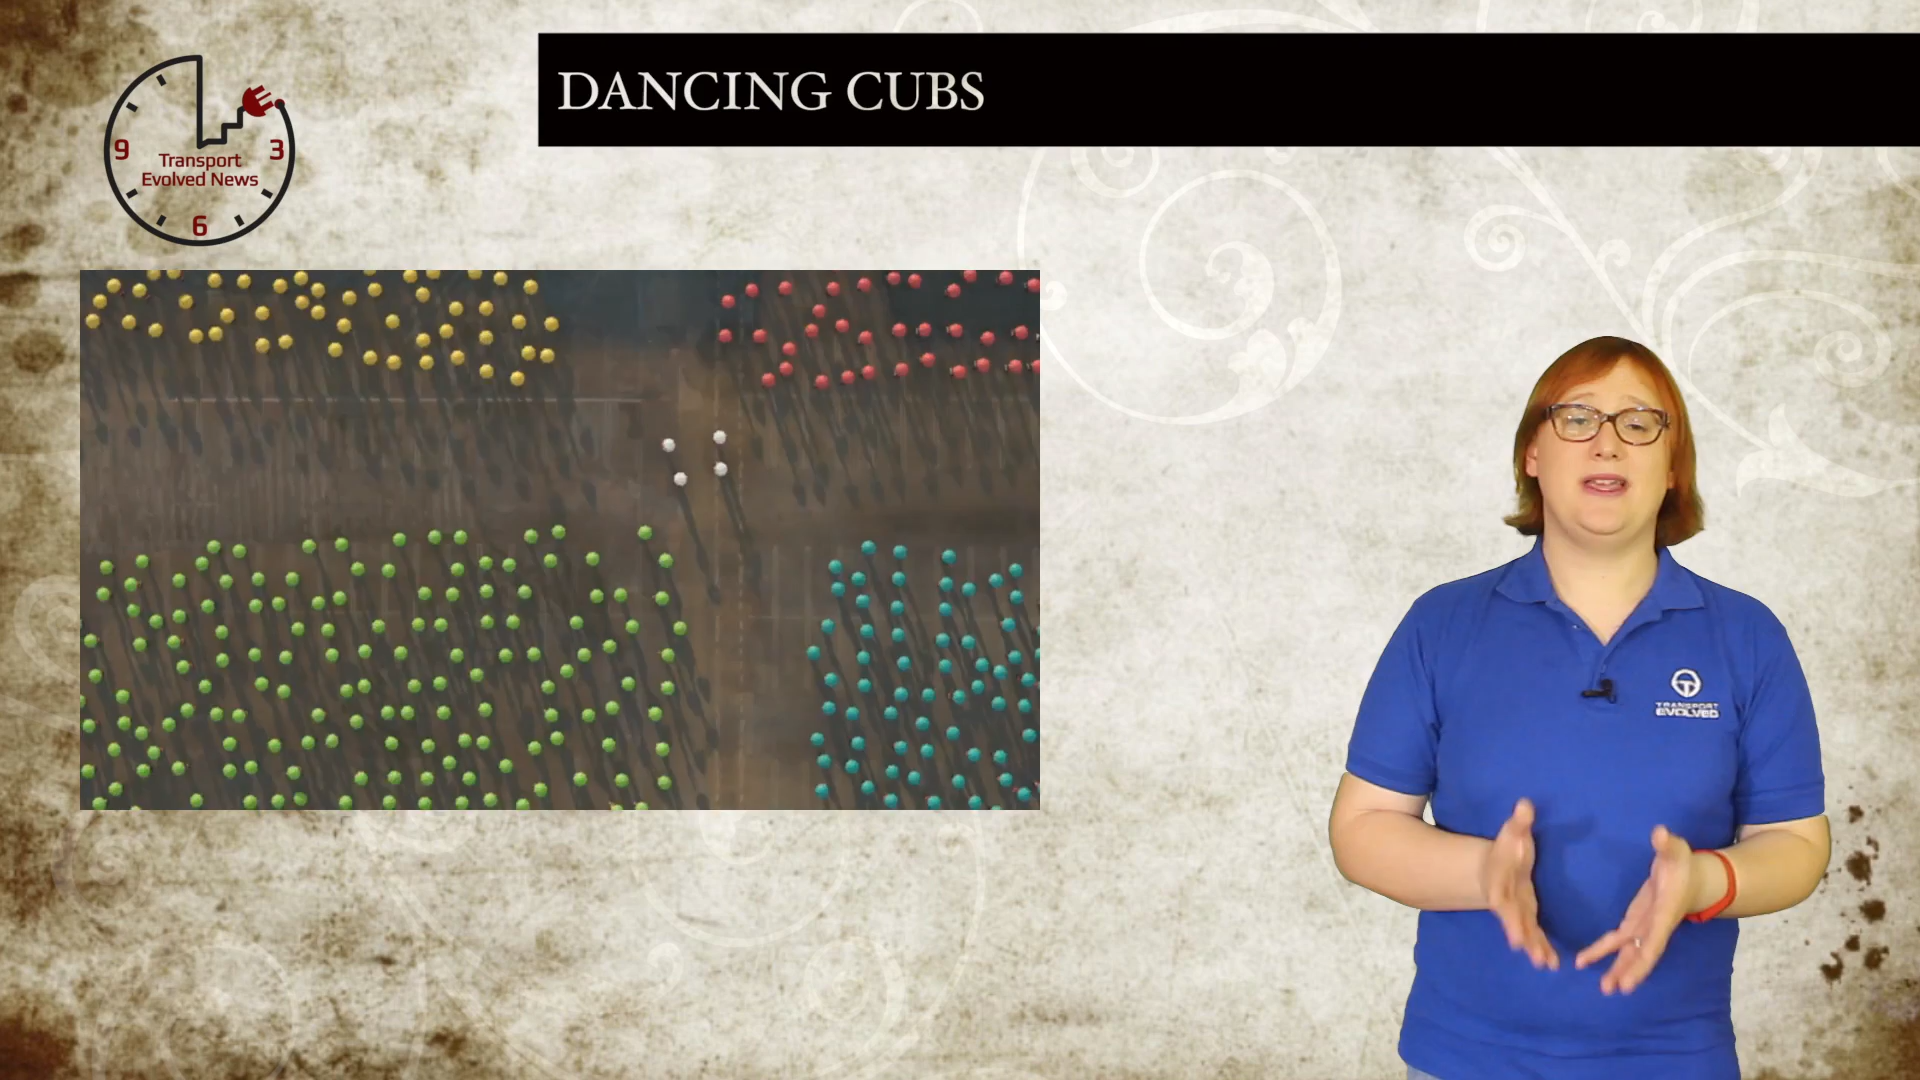 DANCING CUBS
9
3
Transport
Evolved News
6
TRANSPORT
EVOLVED